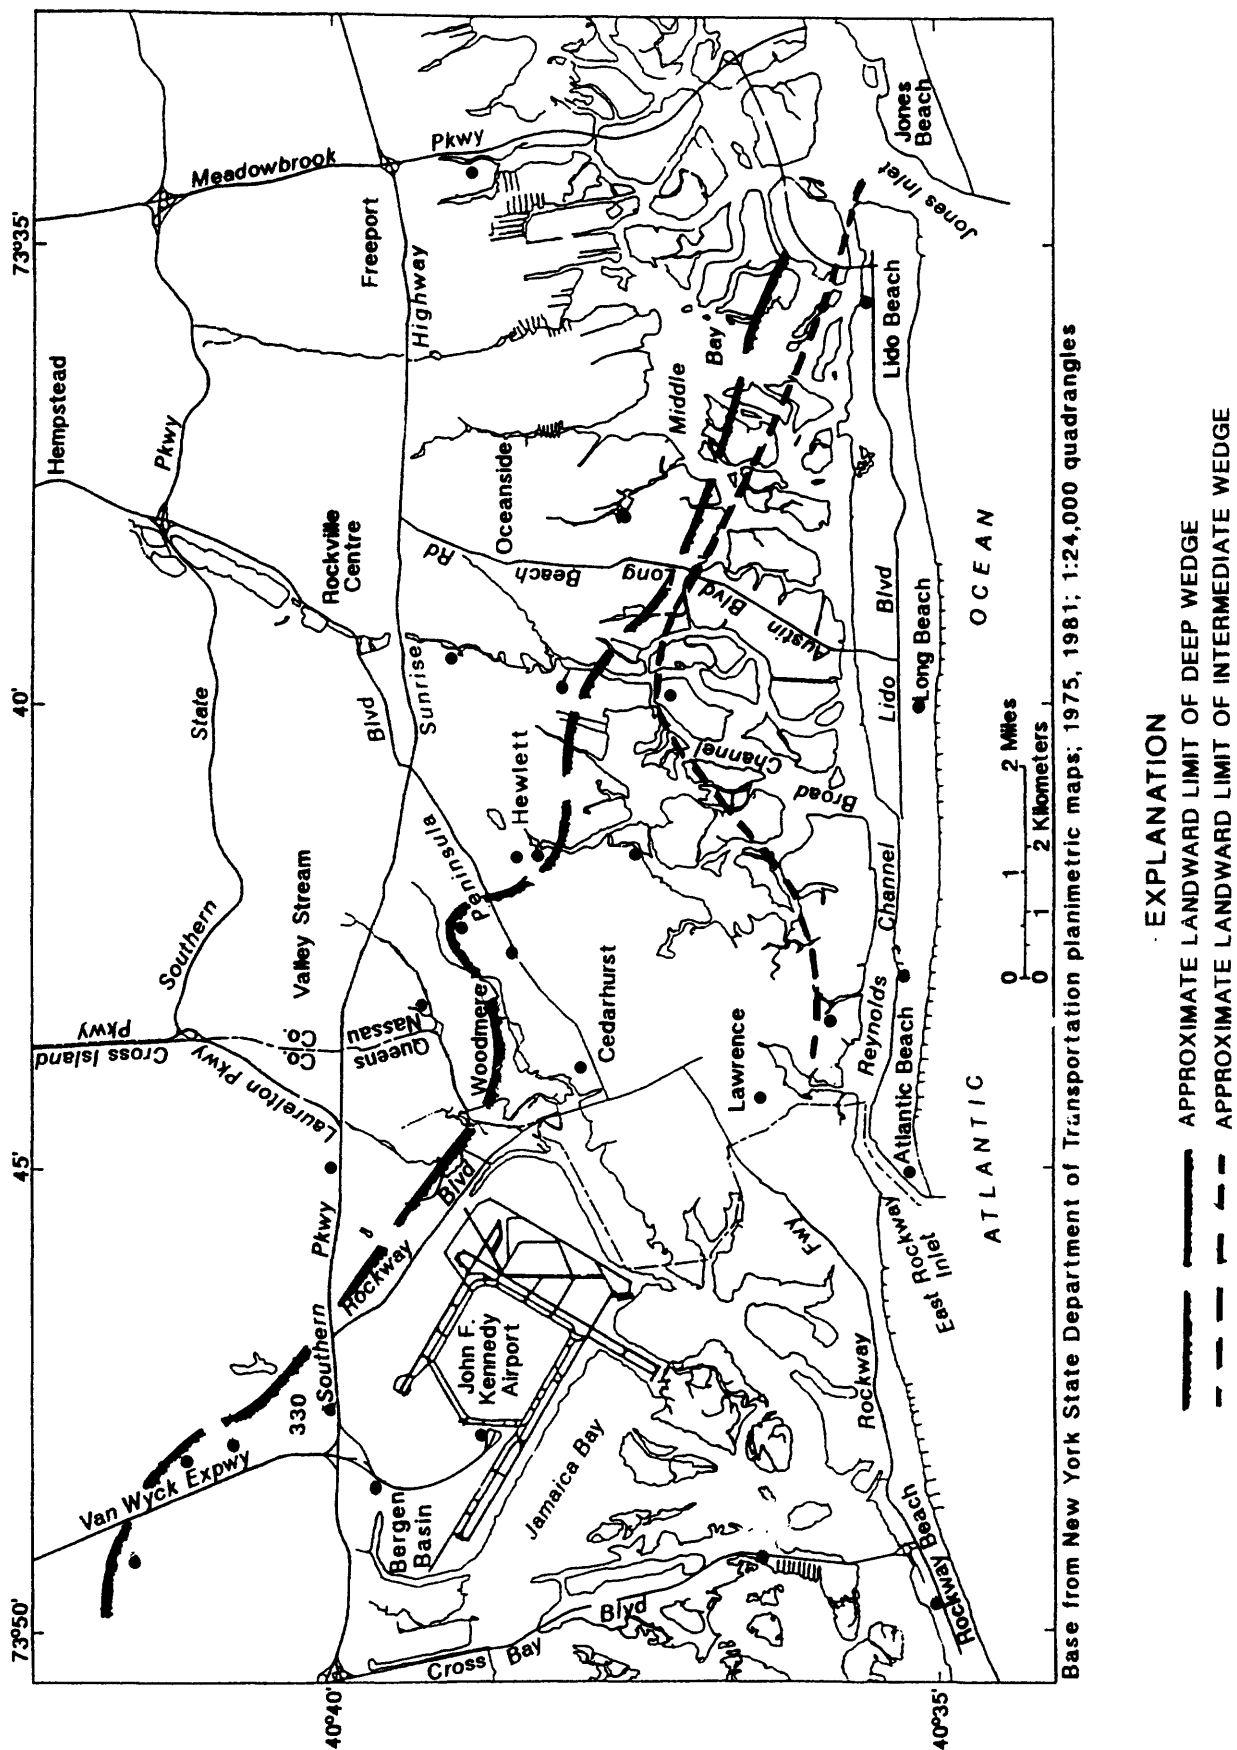 73°50'
45'
40'
73°35'
Hempstead
Pkwy
State
Southern
Cross Island
Pkwy
Laurelton Pkwy
Meadowbrook
Pkwy
Van Wyck Expwy
330
Southern
Pkwy
Queens
Co.
Nassau
Co.
Valley Stream
Blvd
Sunrise
Rockville
Centre
Freeport
Highway
40°40'
Bergen
Basin
John F.
Kennedy
Airport
Rockway
Blvd
Woodmere
Peninsula
Hewlett
Rd
Beach
Long
Oceanside
Middle
Bay
Cross
Bay
Blvd
Jamaica Bay
Cedarhurst
Lawrence
Broad
Channel
Austin
Blvd
Rockway
Fwy
Reynolds
Channel
Lido
Blvd
Lido Beach
Jones Inlet
Jones
Beach
Rockway Beach
East Rockway
Inlet
Atlantic Beach
Long Beach
40°35'
ATLANTIC
OCEAN
0 1 2 Miles
0 1 2 Kilometers
Base from New York State Department of Transportation planimetric maps; 1975, 1981; 1:24,000 quadrangles
EXPLANATION
APPROXIMATE LANDWARD LIMIT OF DEEP WEDGE
APPROXIMATE LANDWARD LIMIT OF INTERMEDIATE WEDGE